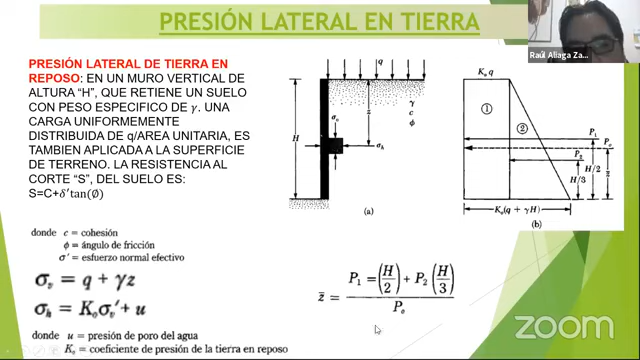 PRESIÓN LATERAL EN TIERRA
Raúl Aliaga Za...
PRESIÓN LATERAL DE TIERRA EN
REPOSO: EN UN MURO VERTICAL DE
ALTURA “H”, QUE RETIENE UN SUELO
CON PESO ESPECIFICO DE γ. UNA
CARGA UNIFORMEMENTE
DISTRIBUIDA DE q/AREA UNITARIA, ES
TAMBIEN APLICADA A LA SUPERFICIE
DE TERRENO. LA RESISTENCIA AL
CORTE “S”, DEL SUELO ES:
S=C+δ′tan(∅)
q
γ
c
ϕ
z
H
σᵥ
σₕ
(a)
Kₒ q
1
2
P₁
Pₒ
P₂
H/3
H/2
z̄
Kₒ(q + γH)
(b)
donde c = cohesión
ϕ = ángulo de fricción
σ′ = esfuerzo normal efectivo
σᵥ = q + γz
σₕ = Kₒσᵥ′ + u
donde u = presión de poro del agua
Kₒ = coeficiente de presión de la tierra en reposo
z̄ = P₁ =(H/2) + P₂ (H/3) / Pₒ
zoom